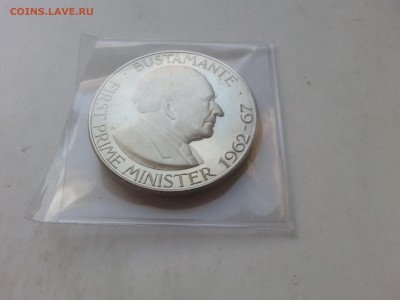 COINS.LAVE.RU
· BUSTAMANTE ·
FIRST PRIME MINISTER 1962-67